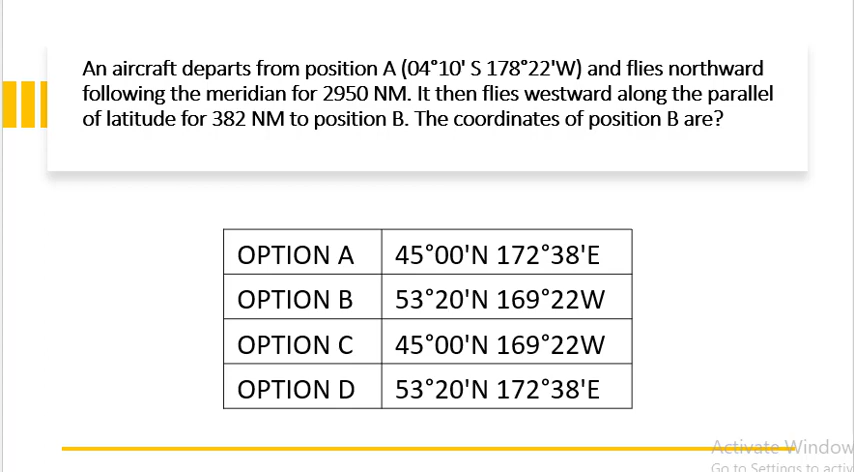 An aircraft departs from position A (04°10' S 178°22'W) and flies northward
following the meridian for 2950 NM. It then flies westward along the parallel
of latitude for 382 NM to position B. The coordinates of position B are?
OPTION A 45°00'N 172°38'E
OPTION B 53°20'N 169°22W
OPTION C 45°00'N 169°22W
OPTION D 53°20'N 172°38'E
Activate Window
Go to Settings to activ